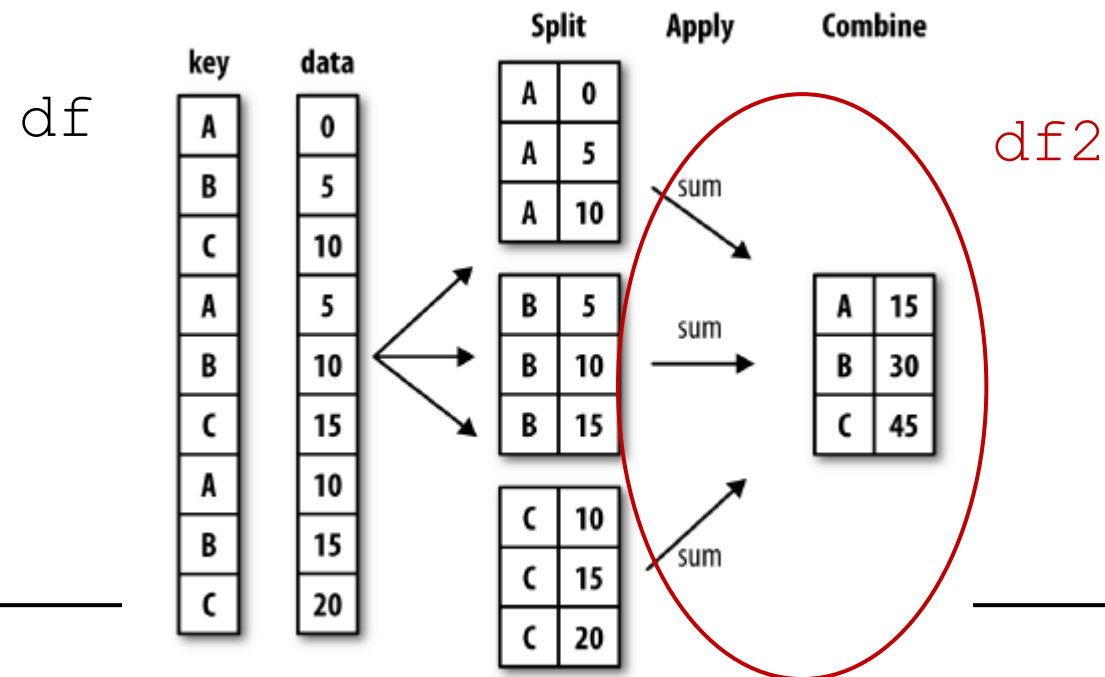 Split Apply Combine
key data
df
df2
A 0
B 5
C 10
A 5
B 10
C 15
A 10
B 15
C 20
A 0
A 5
A 10
B 5
B 10
B 15
C 10
C 15
C 20
sum
sum
sum
A 15
B 30
C 45